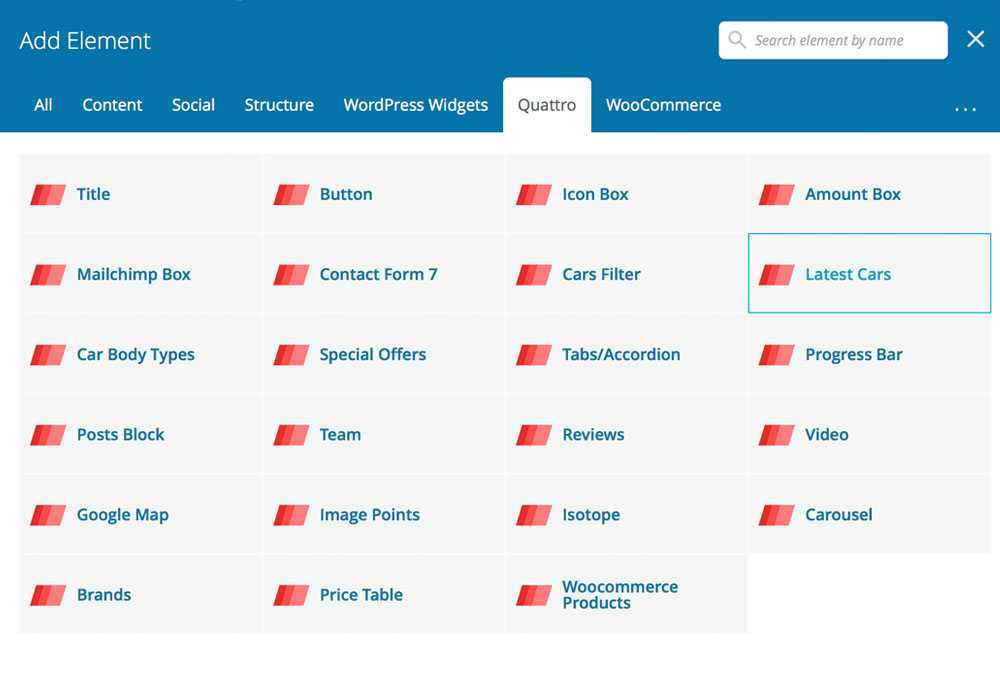 Add Element
Search element by name
All Content Social Structure WordPress Widgets Quattro WooCommerce ...
Title Button Icon Box Amount Box
Mailchimp Box Contact Form 7 Cars Filter Latest Cars
Car Body Types Special Offers Tabs/Accordion Progress Bar
Posts Block Team Reviews Video
Google Map Image Points Isotope Carousel
Brands Price Table Woocommerce
Products